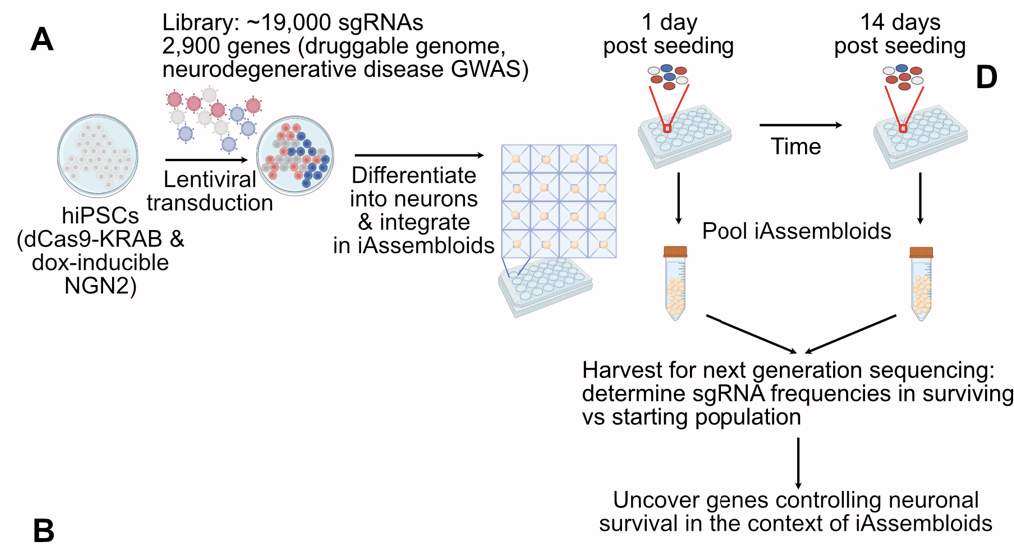 A
Library: ~19,000 sgRNAs
2,900 genes (druggable genome,
neurodegenerative disease GWAS)
hiPSCs
(dCas9-KRAB &
dox-inducible
NGN2)
Lentiviral
transduction
Differentiate
into neurons
& integrate
in iAssembloids
1 day
post seeding
14 days
post seeding
D
Time
Pool iAssembloids
Harvest for next generation sequencing:
determine sgRNA frequencies in surviving
vs starting population
Uncover genes controlling neuronal
survival in the context of iAssembloids
B